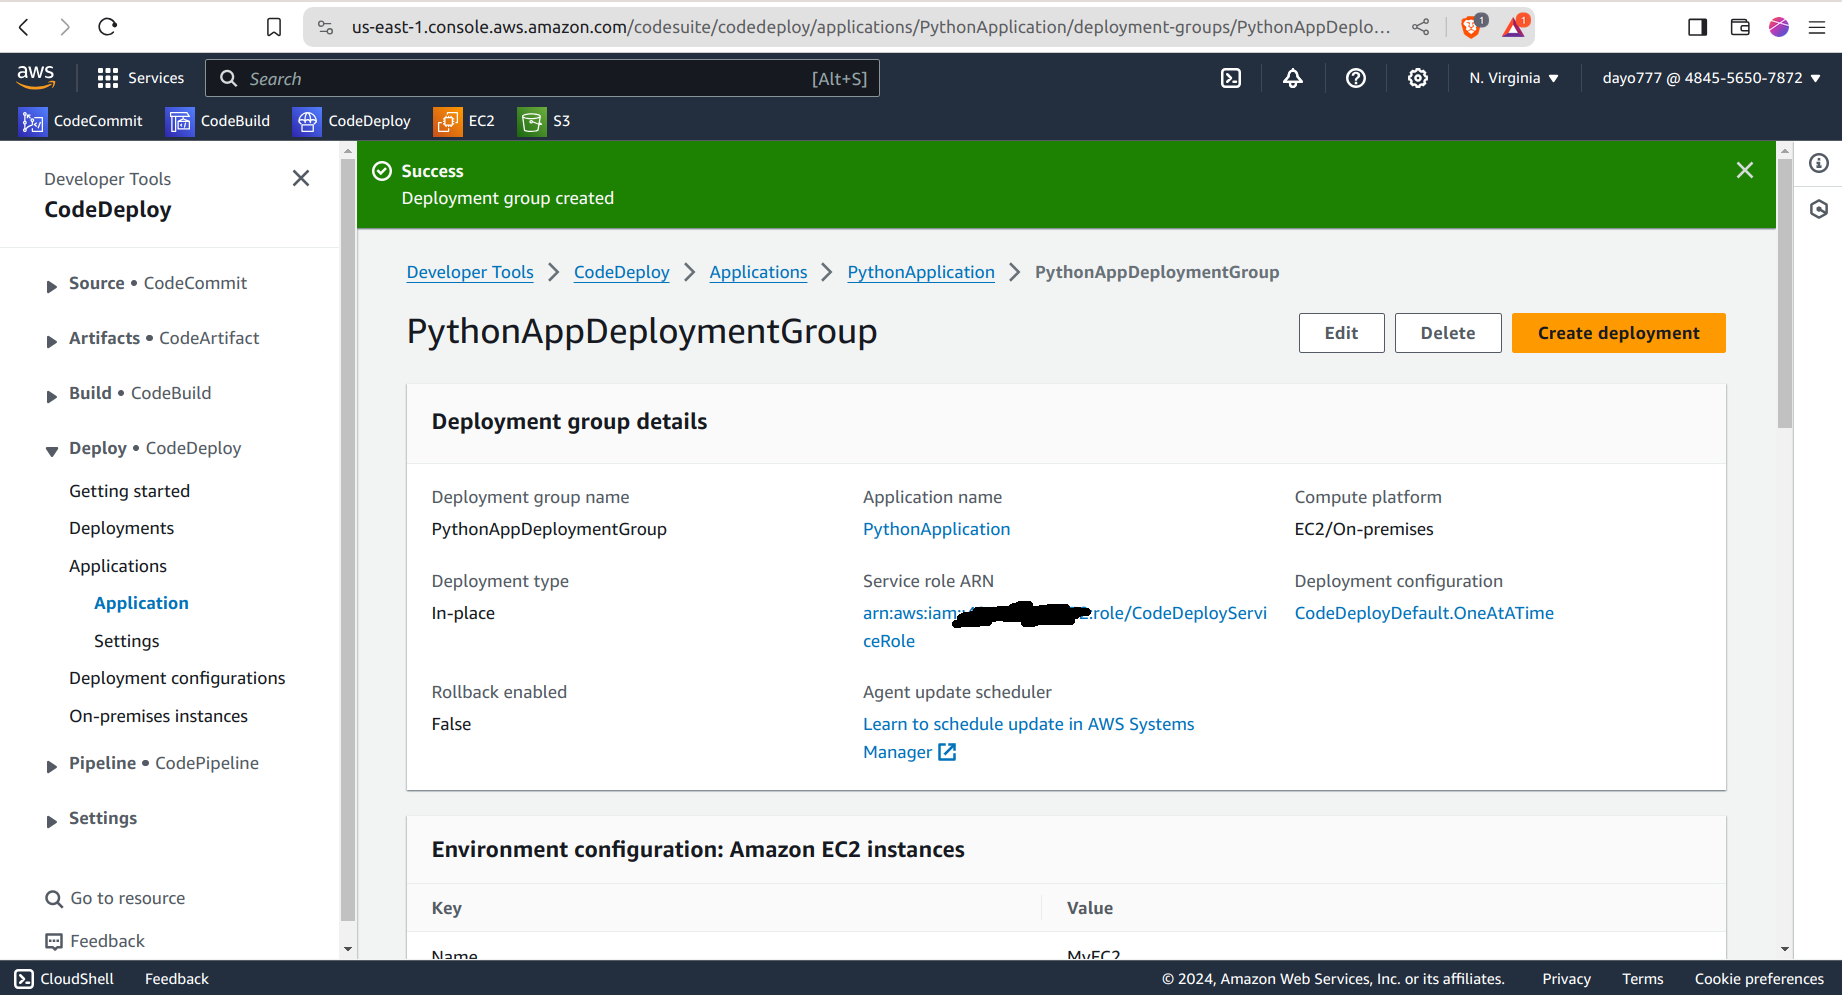 us-east-1.console.aws.amazon.com/codesuite/codedeploy/applications/PythonApplication/deployment-groups/PythonAppDeplo...
1
1
aws
Services
Search
[Alt+S]
N. Virginia
dayo777 @ 4845-5650-7872
CodeCommit
CodeBuild
CodeDeploy
EC2
S3
Developer Tools
CodeDeploy
Source • CodeCommit
Artifacts • CodeArtifact
Build • CodeBuild
Deploy • CodeDeploy
Getting started
Deployments
Applications
Application
Settings
Deployment configurations
On-premises instances
Pipeline • CodePipeline
Settings
Go to resource
Feedback
Success
Deployment group created
Developer Tools
CodeDeploy
Applications
PythonApplication
PythonAppDeploymentGroup
PythonAppDeploymentGroup
Edit
Delete
Create deployment
Deployment group details
Deployment group name
PythonAppDeploymentGroup
Application name
PythonApplication
Compute platform
EC2/On-premises
Deployment type
In-place
Service role ARN
arn:aws:iam: :role/CodeDeployServi
ceRole
Deployment configuration
CodeDeployDefault.OneAtATime
Rollback enabled
False
Agent update scheduler
Learn to schedule update in AWS Systems
Manager
Environment configuration: Amazon EC2 instances
Key
Value
Name
MyEC2
CloudShell
Feedback
© 2024, Amazon Web Services, Inc. or its affiliates.
Privacy
Terms
Cookie preferences